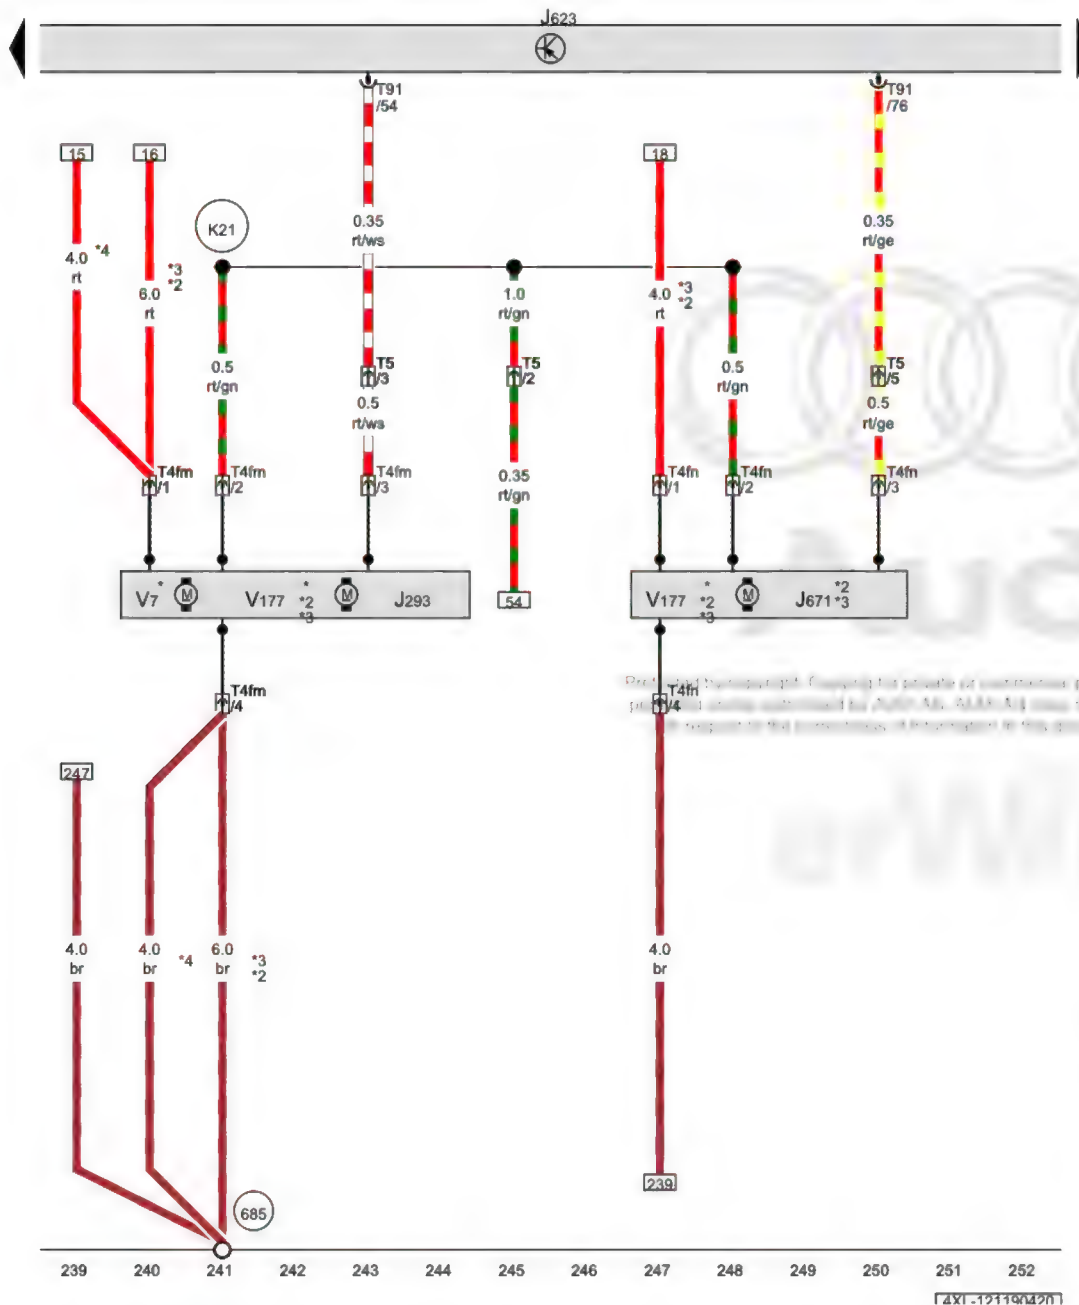 J623
T91
/54
T91
/76
15
16
18
K21
0.35
rt/ws
0.35
rt/ge
4.0 *4
rt
*3
*2
6.0
rt
1.0
rt/gn
4.0 *3
rt *2
0.5
rt/gn
T5
/3
T5
/2
0.5
rt/gn
T5
/5
0.5
rt/ws
0.5
rt/ge
T4fm
/1
T4fm
/2
T4fm
/3
0.35
rt/gn
T4fn
/1
T4fn
/2
T4fn
/3
V7 * M V177 * *2 *3 M J293
54
V177 * *2 *3 M J671 *2 *3
T4fm
/4
T4fn
/4
247
4.0
br
4.0
br
*4
6.0
br
*3
*2
4.0
br
239
685
239 240 241 242 243 244 245 246 247 248 249 250 251 252
4XL-121190420
Aud
erWi